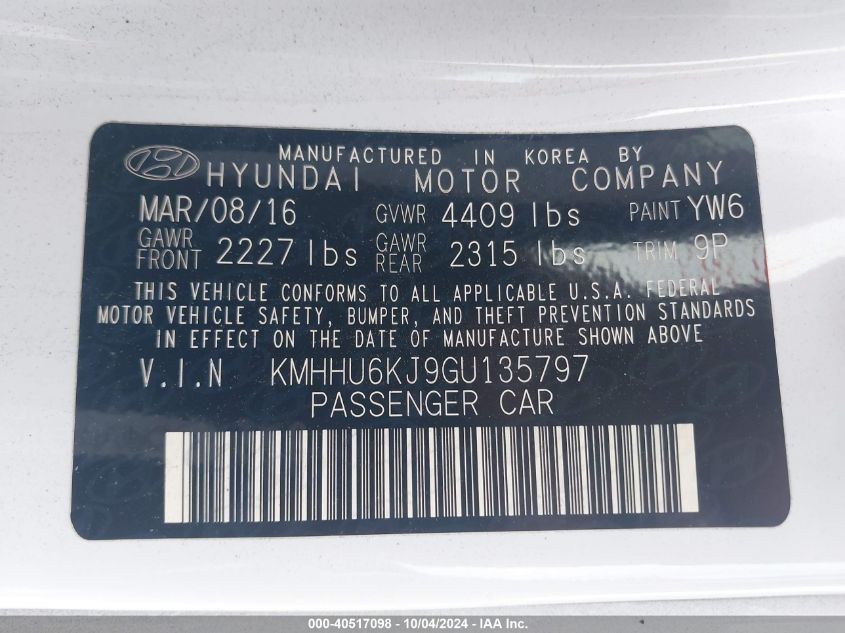 MANUFACTURED IN KOREA BY
HYUNDAI MOTOR COMPANY
MAR/08/16 GVWR 4409 lbs PAINT YW6
GAWR FRONT 2227 lbs GAWR REAR 2315 lbs TRIM 9P
THIS VEHICLE CONFORMS TO ALL APPLICABLE U.S.A. FEDERAL
MOTOR VEHICLE SAFETY, BUMPER, AND THEFT PREVENTION STANDARDS
IN EFFECT ON THE DATE OF MANUFACTURE SHOWN ABOVE
V.I.N KMHHU6KJ9GU135797
PASSENGER CAR
000-40517098 - 10/04/2024 - IAA Inc.